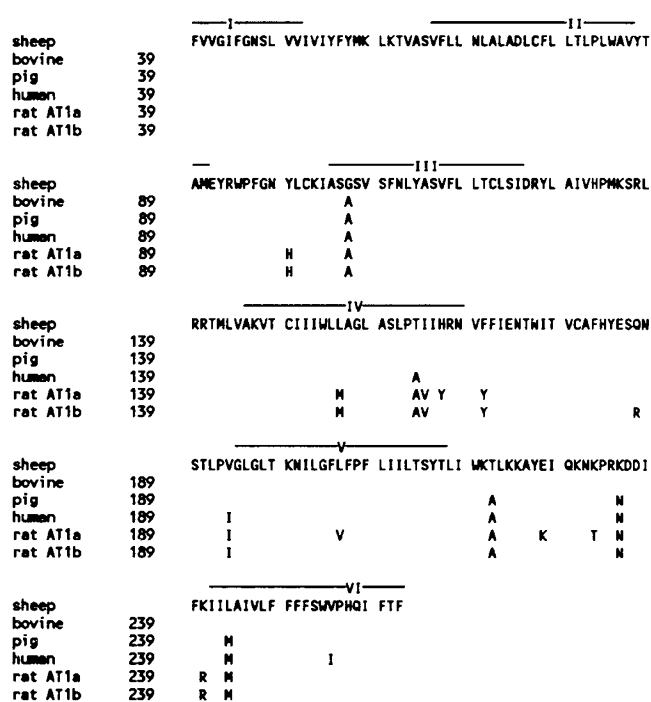 I II
sheep FVVGIFGNSL VVIVIYFYMK LKTVASVFLL NLALADLCFL LTLPLWAVYT
bovine 39
pig 39
human 39
rat AT1a 39
rat AT1b 39
III
sheep AMEYRWPFGN YLCKIASGSV SFNLYASVFL LTCLSIDRYL AIVHPMKSRL
bovine 89 A
pig 89 A
human 89 A
rat AT1a 89 H A
rat AT1b 89 H A
IV
sheep RRTMLVAKVT CIIIWLLAGL ASLPTIIHRN VFFIENTNIT VCAFHYESQN
bovine 139
pig 139
human 139 A
rat AT1a 139 M AV Y Y
rat AT1b 139 M AV Y R
V
sheep STLPVGLGLT KNILGFLFPF LIILTSYTLI WKTLKKAYEI QKNKPRKDDI
bovine 189
pig 189 A N
human 189 I A N
rat AT1a 189 I V A K T N
rat AT1b 189 I A N
VI
sheep FKIILAIVLF FFFSWVPHQI FTF
bovine 239
pig 239 M
human 239 M I
rat AT1a 239 R M
rat AT1b 239 R M